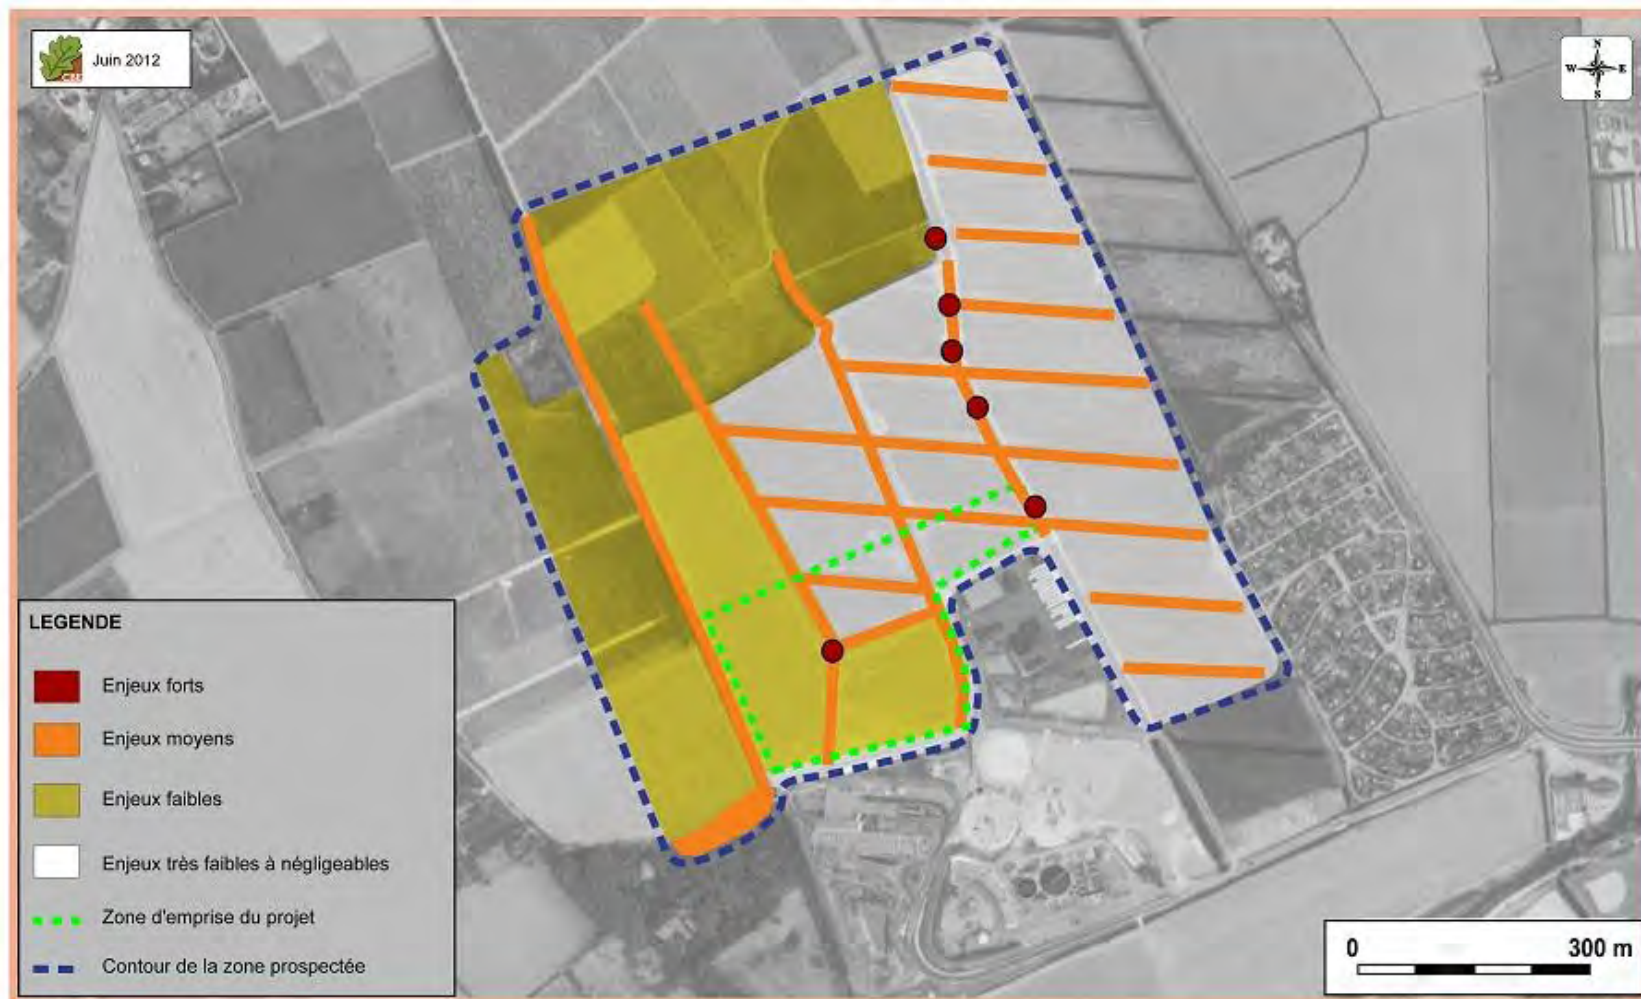 Juin 2012
N
W E
S
LEGENDE
Enjeux forts
Enjeux moyens
Enjeux faibles
Enjeux très faibles à négligeables
Zone d'emprise du projet
Contour de la zone prospectée
0 300 m